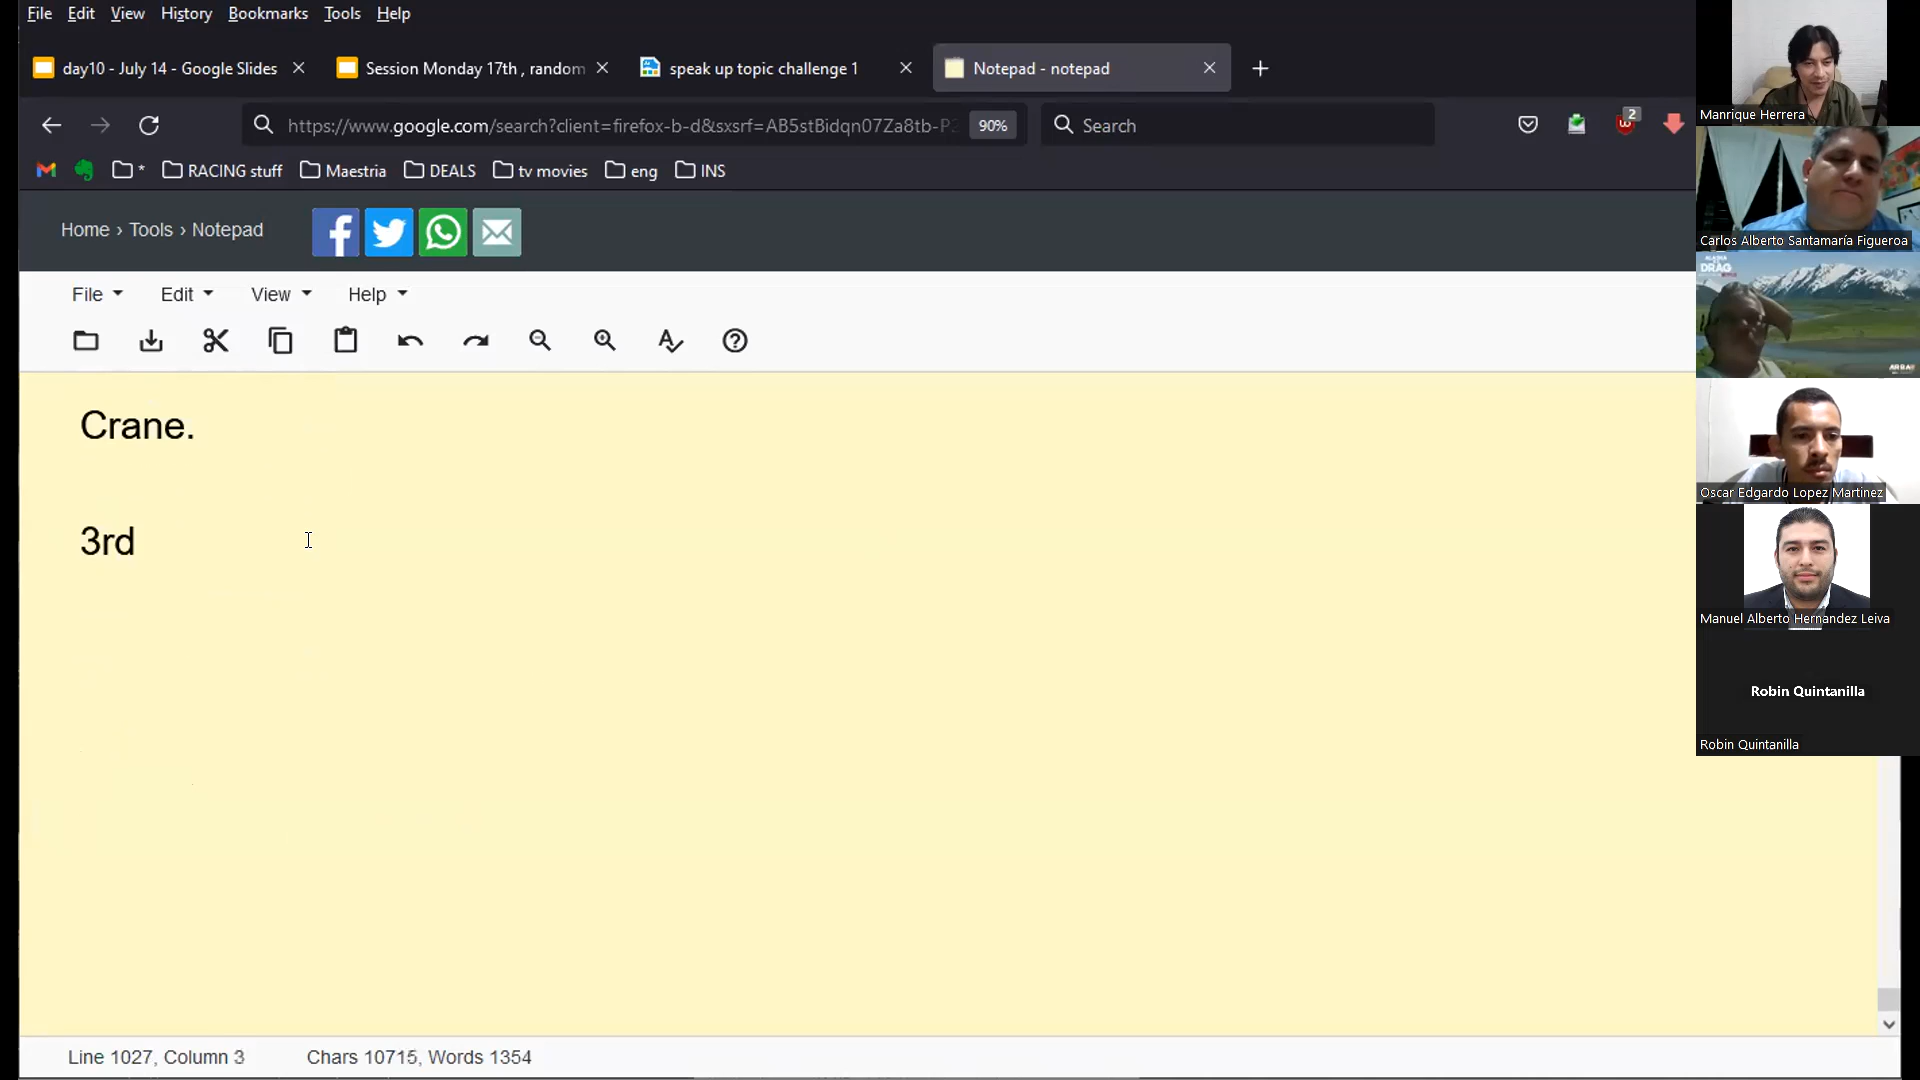 File Edit View History Bookmarks Tools Help
day10 - July 14 - Google Slides
Session Monday 17th , random
speak up topic challenge 1
Notepad - notepad
https://www.google.com/search?client=firefox-b-d&sxsrf=AB5stBidqn07Za8tb-P
90%
Search
2
* RACING stuff Maestria DEALS tv movies eng INS
Home › Tools › Notepad
File Edit View Help
Crane.
3rd
Line 1027, Column 3 Chars 10715, Words 1354
Manrique Herrera
Carlos Alberto Santamaría Figueroa
DRAG
Oscar Edgardo Lopez Martinez
Manuel Alberto Hernandez Leiva
Robin Quintanilla
Robin Quintanilla